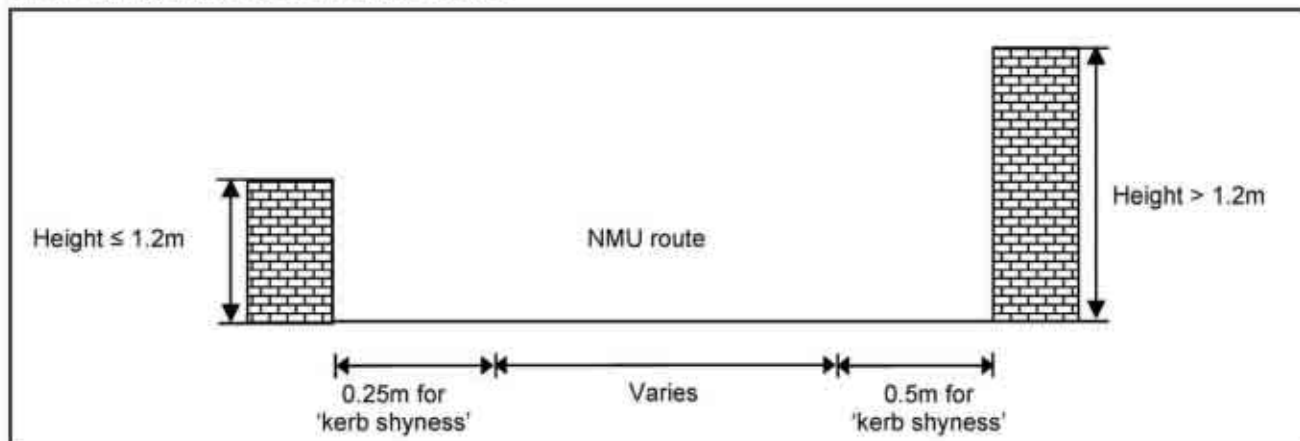 Height ≤ 1.2m
NMU route
Height > 1.2m
0.25m for
'kerb shyness'
Varies
0.5m for
'kerb shyness'